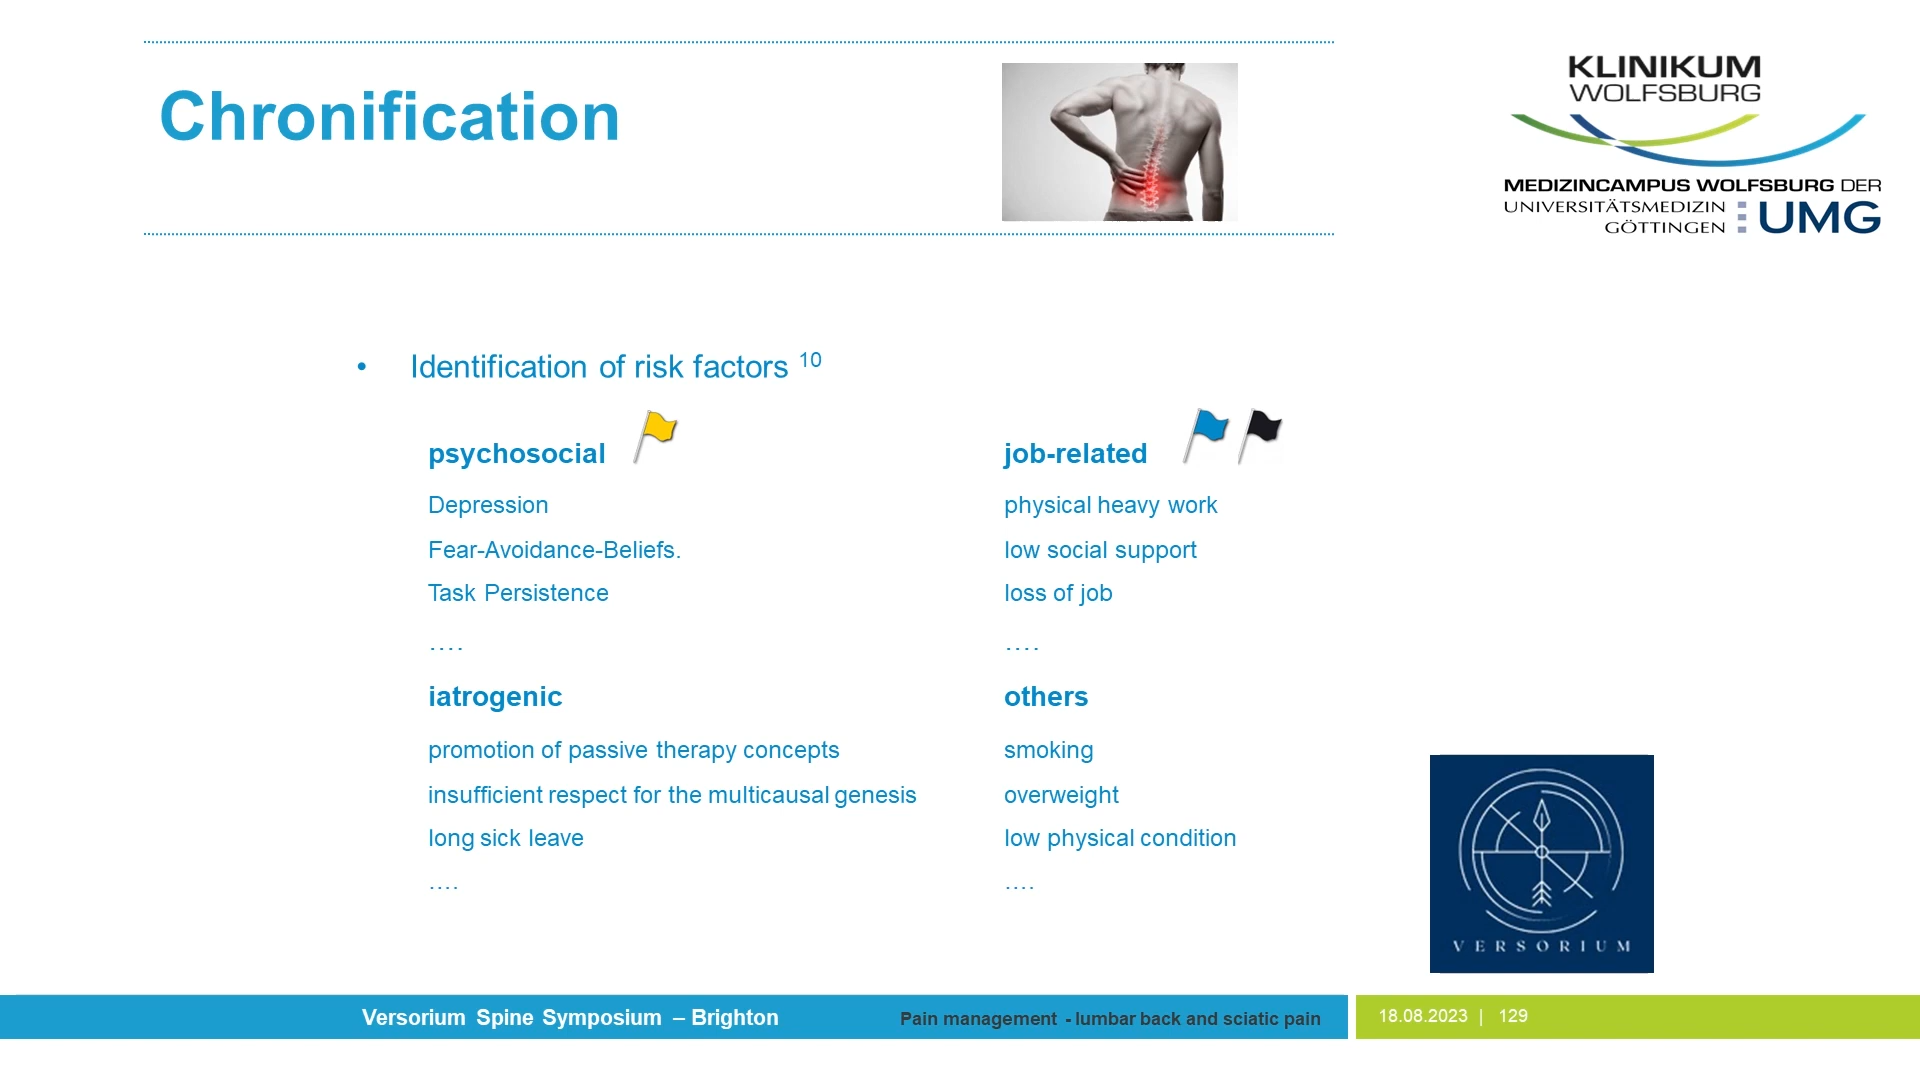 Chronification
KLINIKUM
WOLFSBURG
MEDIZINCAMPUS WOLFSBURG DER
UNIVERSITÄTSMEDIZIN
GÖTTINGEN
UMG
• Identification of risk factors 10
psychosocial
Depression
Fear-Avoidance-Beliefs.
Task Persistence
....
job-related
physical heavy work
low social support
loss of job
....
iatrogenic
promotion of passive therapy concepts
insufficient respect for the multicausal genesis
long sick leave
....
others
smoking
overweight
low physical condition
....
VERSORIUM
Versorium Spine Symposium – Brighton
Pain management - lumbar back and sciatic pain
18.08.2023 | 129